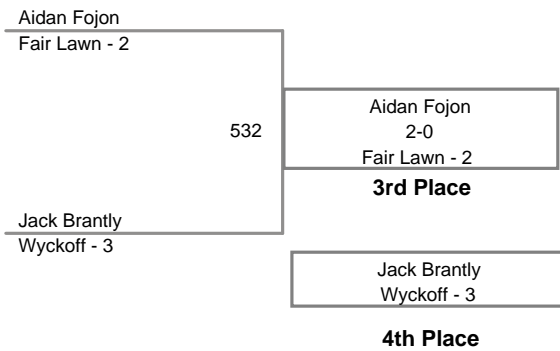 Aidan Fojon
Fair Lawn - 2
532
Aidan Fojon
2-0
Fair Lawn - 2
3rd Place
Jack Brantly
Wyckoff - 3
Jack Brantly
Wyckoff - 3
4th Place